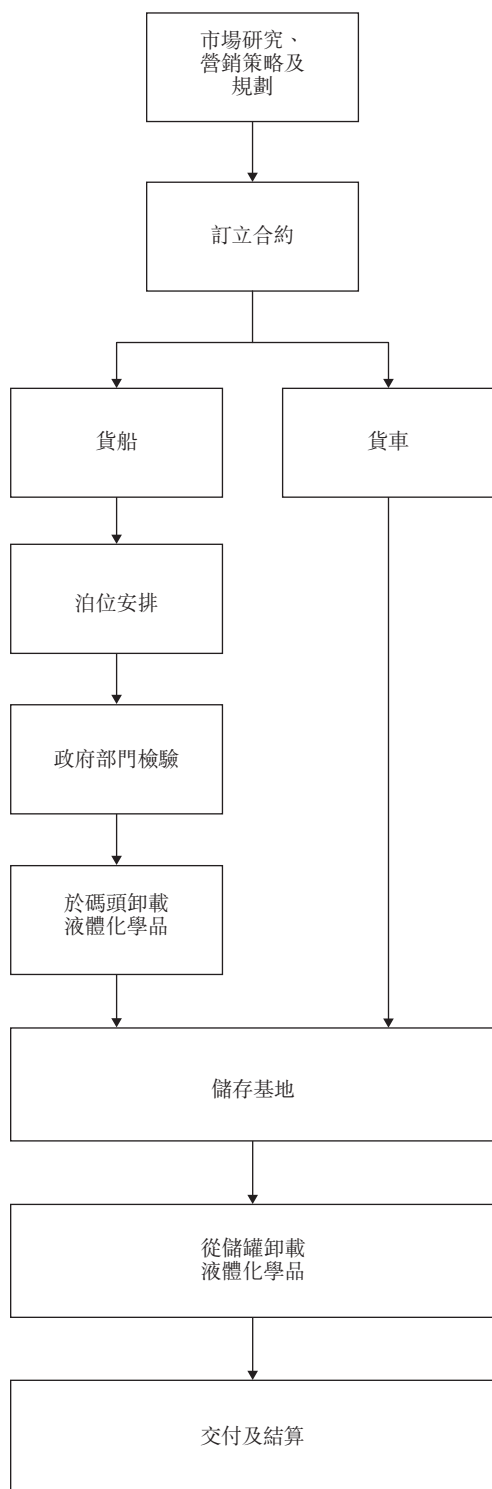 市場研究、
營銷策略及
規劃
訂立合約
貨船
貨車
泊位安排
政府部門檢驗
於碼頭卸載
液體化學品
儲存基地
從儲罐卸載
液體化學品
交付及結算